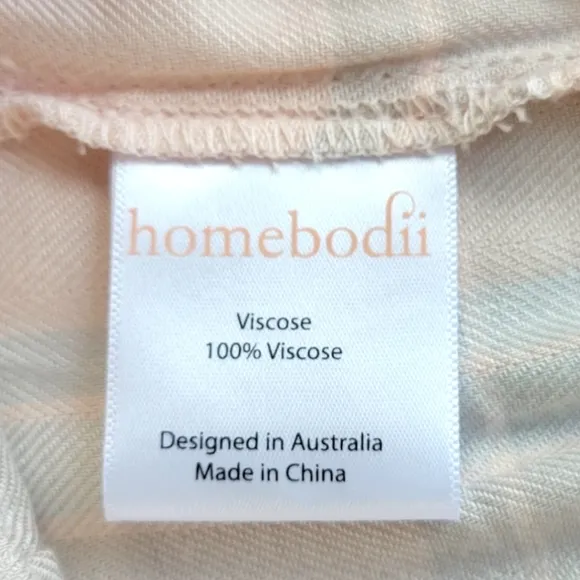 homebodii
Viscose
100% Viscose
Designed in Australia
Made in China